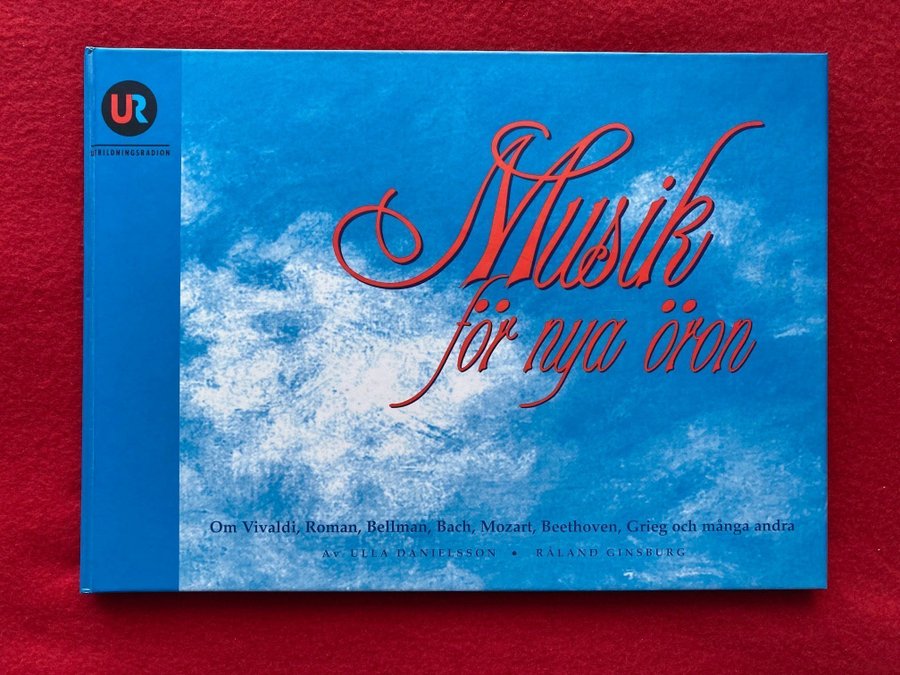 UR
UTBILDNINGSRADION
Musik
för nya öron
Om Vivaldi, Roman, Bellman, Bach, Mozart, Beethoven, Grieg och många andra
Av ULLA DANIELSSON • RÅLAND GINSBURG